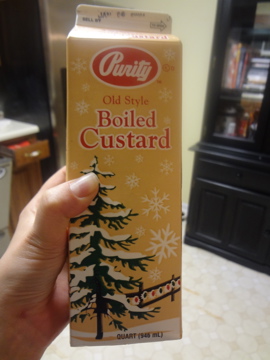 Purity
Old Style
Boiled
Custard
QUART (946 mL)